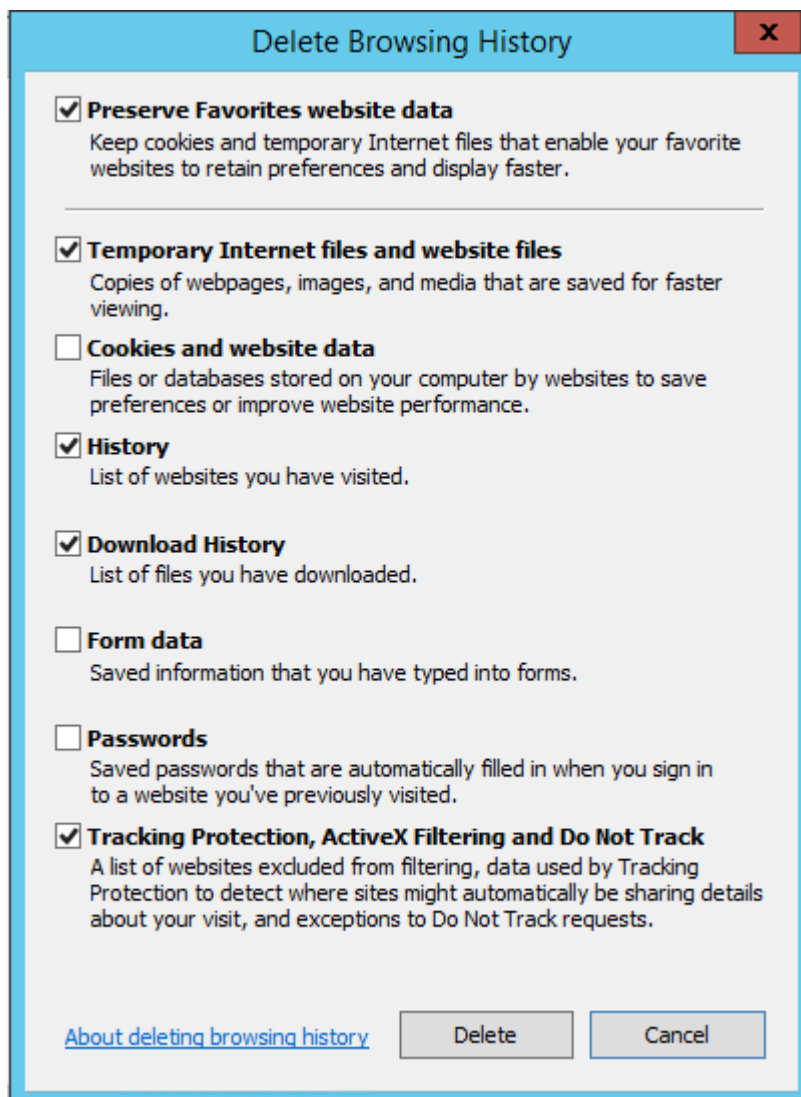 Delete Browsing History
x
Preserve Favorites website data
Keep cookies and temporary Internet files that enable your favorite
websites to retain preferences and display faster.
Temporary Internet files and website files
Copies of webpages, images, and media that are saved for faster
viewing.
Cookies and website data
Files or databases stored on your computer by websites to save
preferences or improve website performance.
History
List of websites you have visited.
Download History
List of files you have downloaded.
Form data
Saved information that you have typed into forms.
Passwords
Saved passwords that are automatically filled in when you sign in
to a website you've previously visited.
Tracking Protection, ActiveX Filtering and Do Not Track
A list of websites excluded from filtering, data used by Tracking
Protection to detect where sites might automatically be sharing details
about your visit, and exceptions to Do Not Track requests.
About deleting browsing history
Delete
Cancel